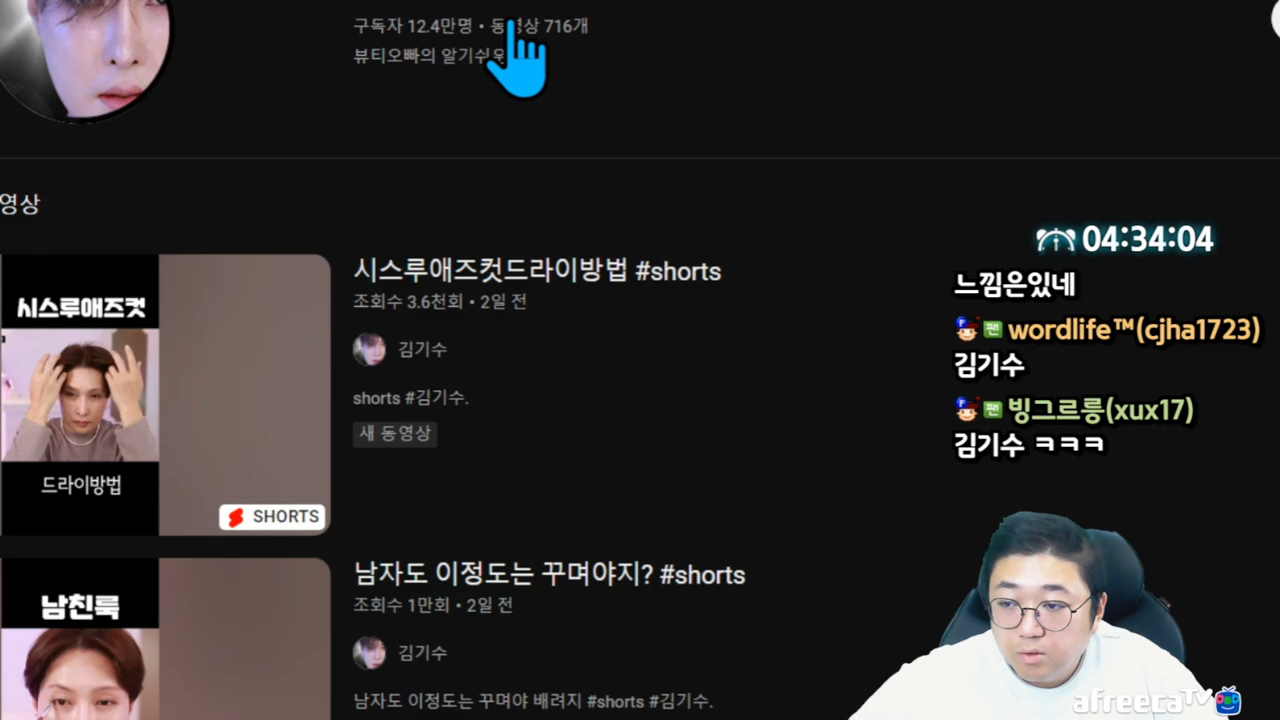 구독자 12.4만명 • 동영상 716개
뷰티오빠의 알기쉬운
영상
시스루애즈컷
드라이방법
SHORTS
시스루애즈컷드라이방법 #shorts
조회수 3.6천회 • 2일 전
김기수
shorts #김기수.
새 동영상
남친룩
남자도 이정도는 꾸며야지? #shorts
조회수 1만회 • 2일 전
김기수
남자도 이정도는 꾸며야 배려지 #shorts #김기수.
04:34:04
느낌은있네
팬 wordlife™(cjha1723)
김기수
팬 빙그르릉(xux17)
김기수 ㅋㅋㅋ
afreecaTV